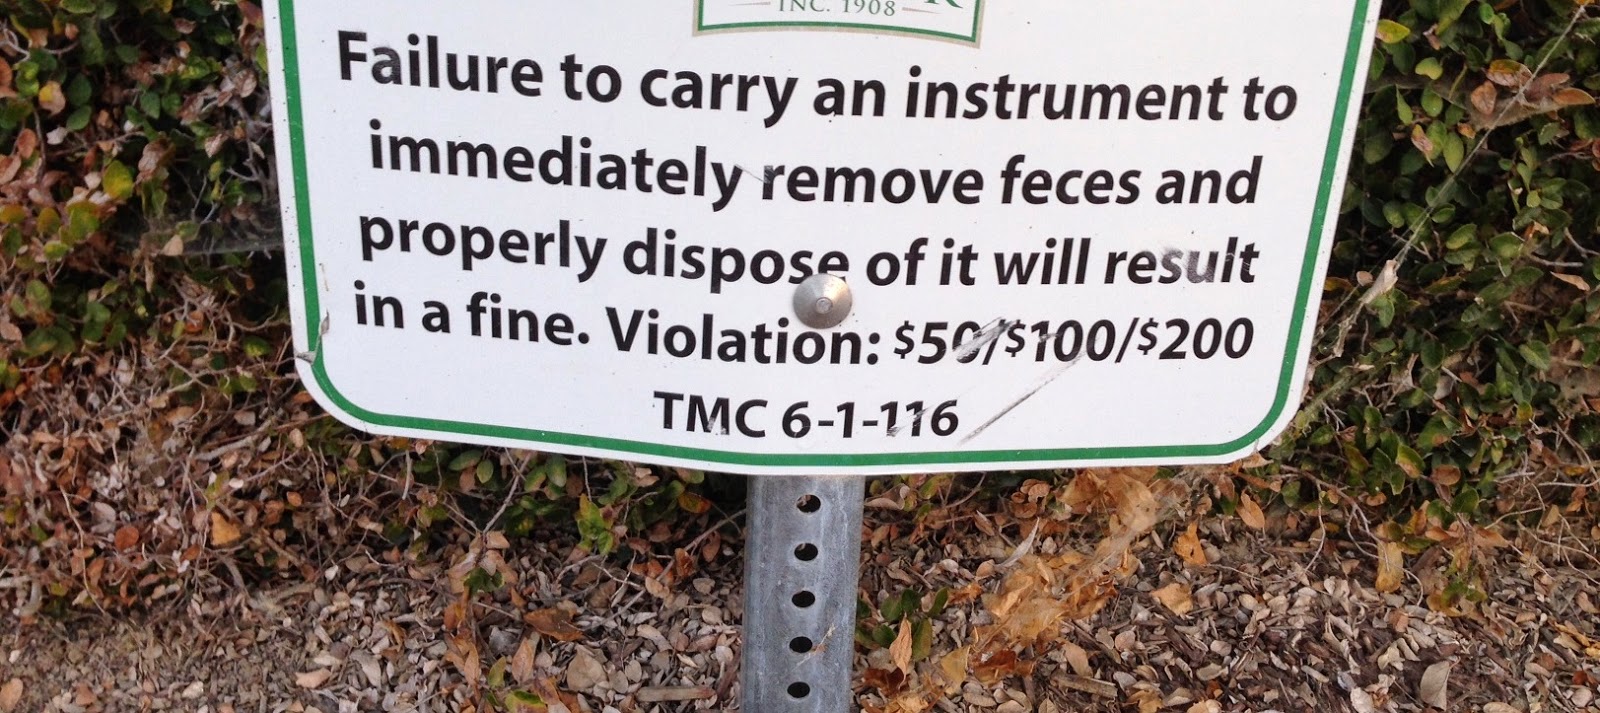 INC. 1908
Failure to carry an instrument to
immediately remove feces and
properly dispose of it will result
in a fine. Violation: $50/$100/$200
TMC 6-1-116